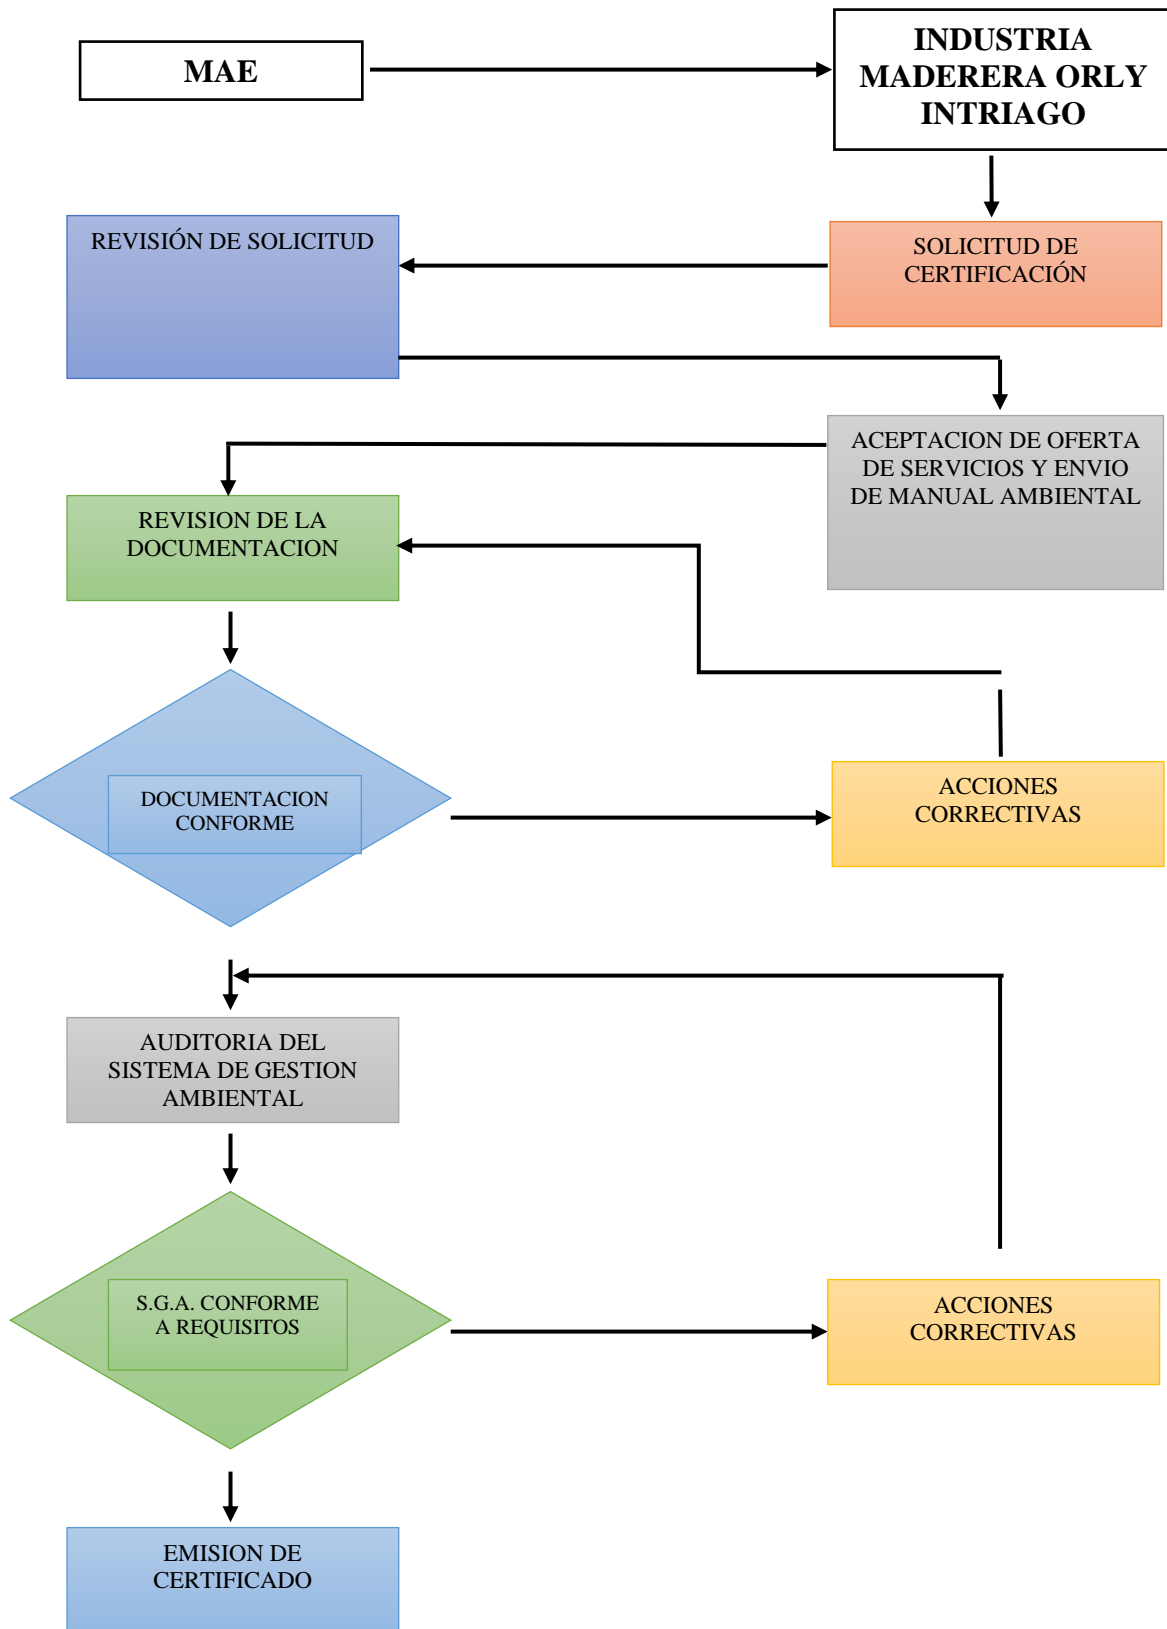 MAE
INDUSTRIA
MADERERA ORLY
INTRIAGO
REVISIÓN DE SOLICITUD
SOLICITUD DE
CERTIFICACIÓN
ACEPTACION DE OFERTA
DE SERVICIOS Y ENVIO
DE MANUAL AMBIENTAL
REVISION DE LA
DOCUMENTACION
DOCUMENTACION
CONFORME
ACCIONES
CORRECTIVAS
AUDITORIA DEL
SISTEMA DE GESTION
AMBIENTAL
S.G.A. CONFORME
A REQUISITOS
ACCIONES
CORRECTIVAS
EMISION DE
CERTIFICADO